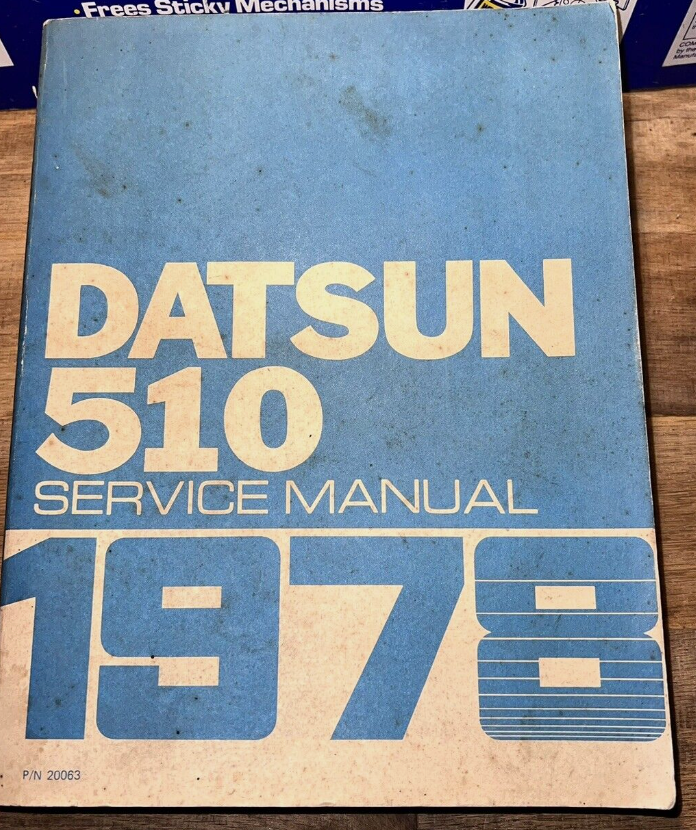 •Frees Sticky Mechanisms
DATSUN
510
SERVICE MANUAL
1978
P/N 20063